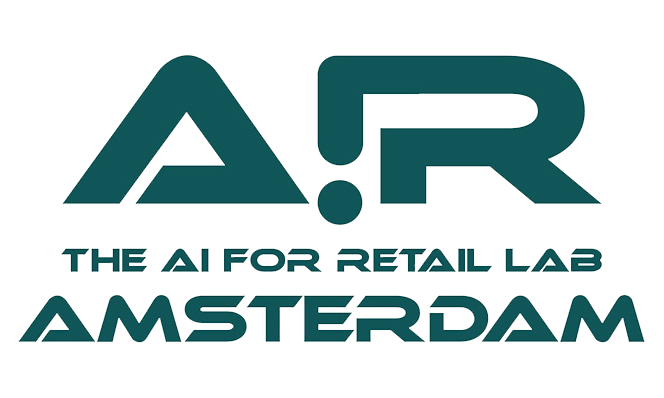 A!R
THE AI FOR RETAIL LAB
AMSTERDAM